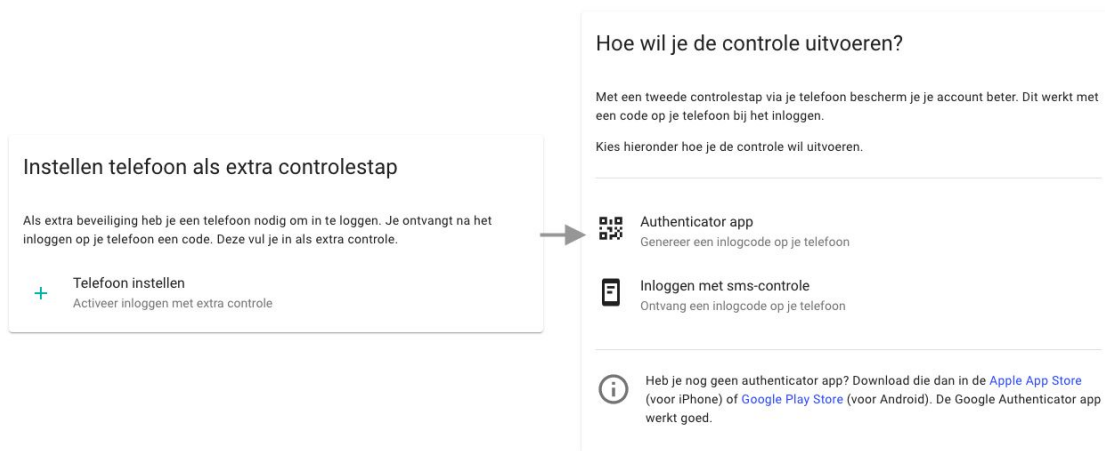 Instellen telefoon als extra controlestap
Als extra beveiliging heb je een telefoon nodig om in te loggen. Je ontvangt na het
inloggen op je telefoon een code. Deze vul je in als extra controle.
Telefoon instellen
Activeer inloggen met extra controle
Hoe wil je de controle uitvoeren?
Met een tweede controlestap via je telefoon bescherm je je account beter. Dit werkt met
een code op je telefoon bij het inloggen.
Kies hieronder hoe je de controle wil uitvoeren.
Authenticator app
Genereer een inlogcode op je telefoon
Inloggen met sms-controle
Ontvang een inlogcode op je telefoon
Heb je nog geen authenticator app? Download die dan in de Apple App Store
(voor iPhone) of Google Play Store (voor Android). De Google Authenticator app
werkt goed.